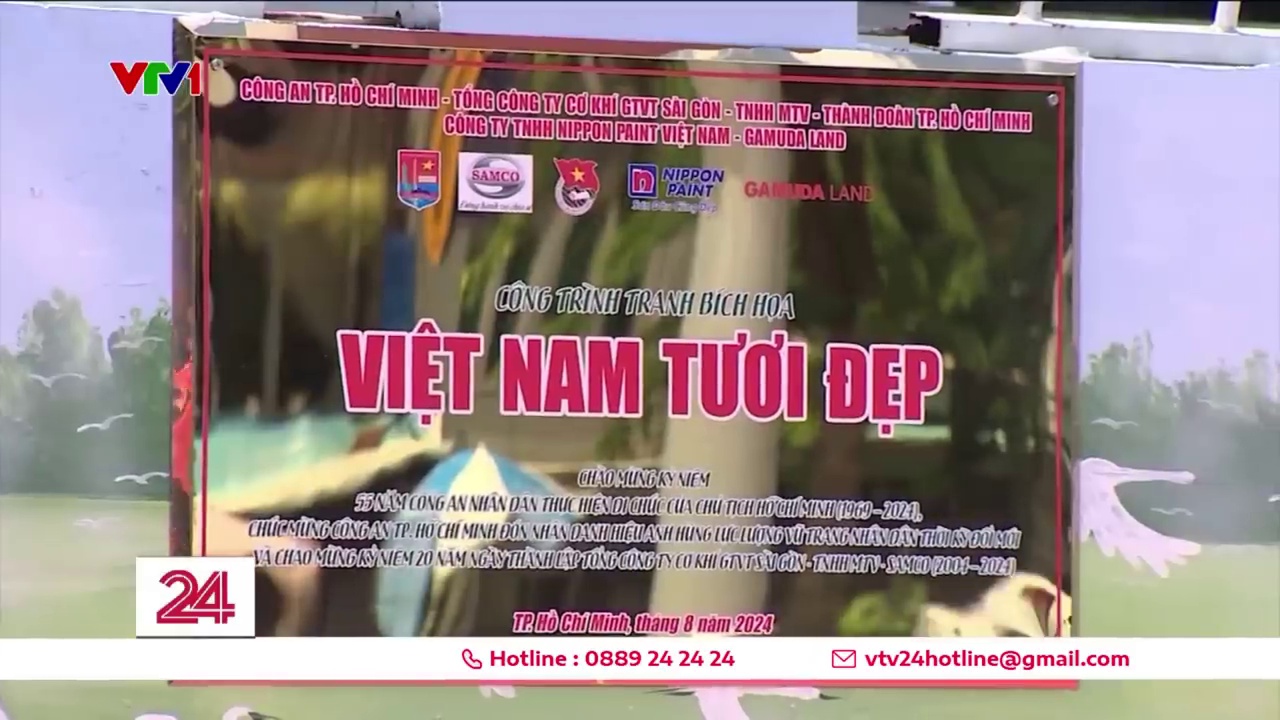 VTV1
CÔNG AN TP. HỒ CHÍ MINH - TỔNG CÔNG TY CƠ KHÍ GTVT SÀI GÒN - TNHH MTV - THÀNH ĐOÀN TP. HỒ CHÍ MINH
CÔNG TY TNHH NIPPON PAINT VIỆT NAM - GAMUDA LAND
SAMCO
NIPPON PAINT
GAMUDA LAND
CÔNG TRÌNH TRANH BÍCH HỌA
VIỆT NAM TƯƠI ĐẸP
CHÀO MỪNG KỶ NIỆM
55 NĂM CÔNG AN NHÂN DÂN THỰC HIỆN DI CHÚC CỦA CHỦ TỊCH HỒ CHÍ MINH (1969 - 2024),
CHÚC MỪNG CÔNG AN TP. HỒ CHÍ MINH ĐÓN NHẬN DANH HIỆU ANH HÙNG LỰC LƯỢNG VŨ TRANG NHÂN DÂN THỜI KỲ ĐỔI MỚI
VÀ CHÀO MỪNG KỶ NIỆM 20 NĂM NGÀY THÀNH LẬP TỔNG CÔNG TY CƠ KHÍ GTVT SÀI GÒN - TNHH MTV - SAMCO (2004 - 2024)
TP. Hồ Chí Minh, tháng 8 năm 2024
24
Hotline : 0889 24 24 24
vtv24hotline@gmail.com